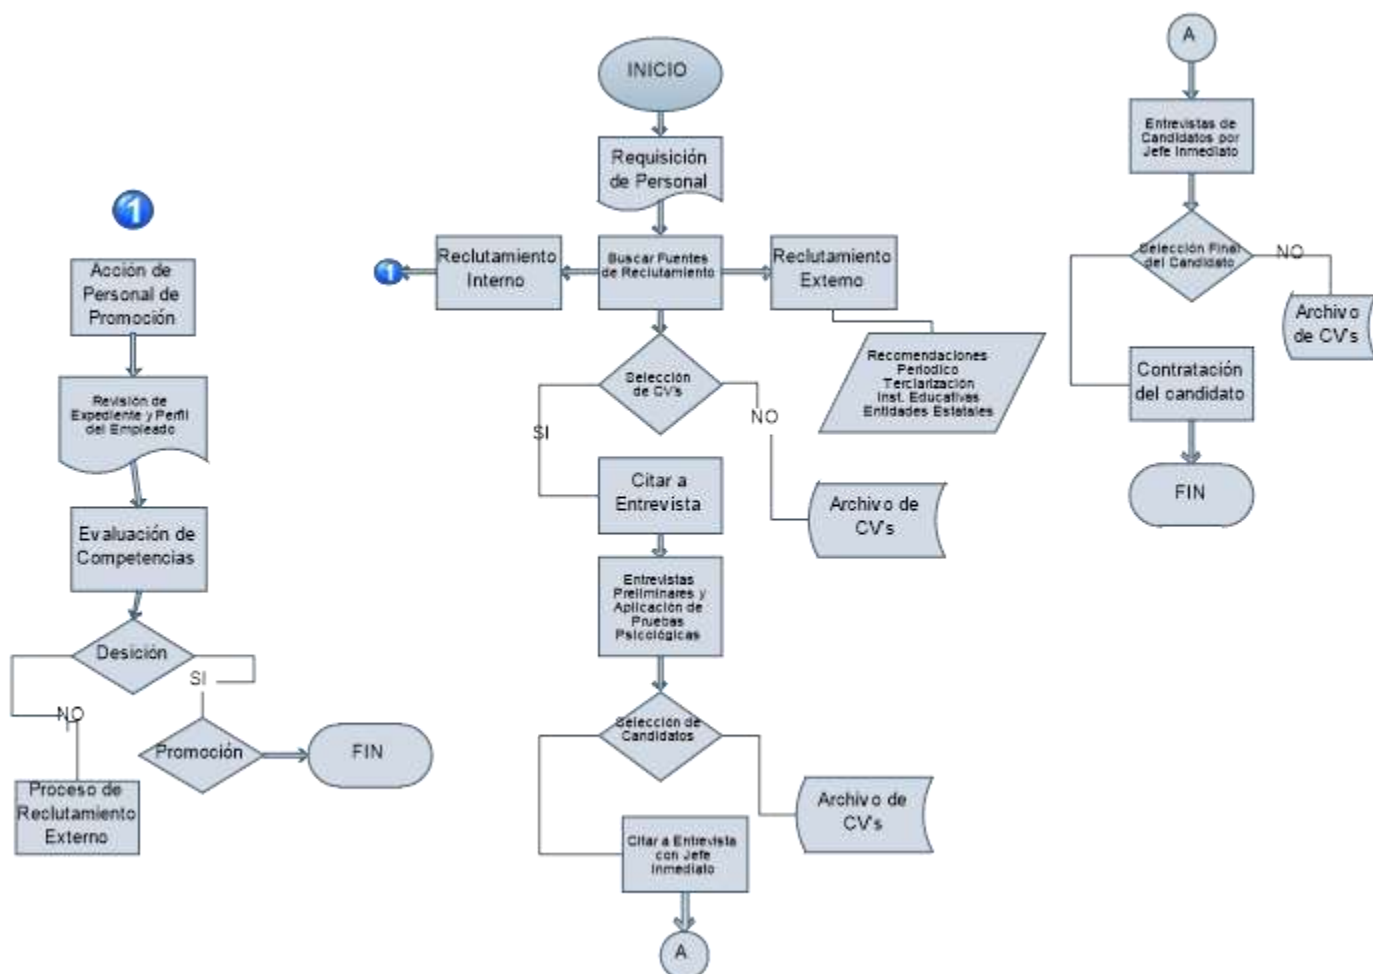 INICIO
Requisición
de Personal
Reclutamiento
Interno
1
Buscar Fuentes
de Reclutamiento
Reclutamiento
Externo
Recomendaciones
Periodico
Terciarización
Inst. Educativas
Entidades Estatales
Selección
de CV's
SI
NO
Citar a
Entrevista
Archivo de
CV's
Entrevistas
Preliminares y
Aplicación de
Pruebas
Psicológicas
Selección de
Candidatos
Archivo de
CV's
Citar a Entrevista
con Jefe
Inmediato
A
1
Acción de
Personal de
Promoción
Revisión de
Expediente y Perfil
del Empleado
Evaluación de
Competencias
Desición
SI
NO
Promoción
FIN
Proceso de
Reclutamiento
Externo
A
Entrevistas de
Candidatos por
Jefe Inmediato
Selección Final
del Candidato
NO
Archivo
de CV's
Contratación
del candidato
FIN